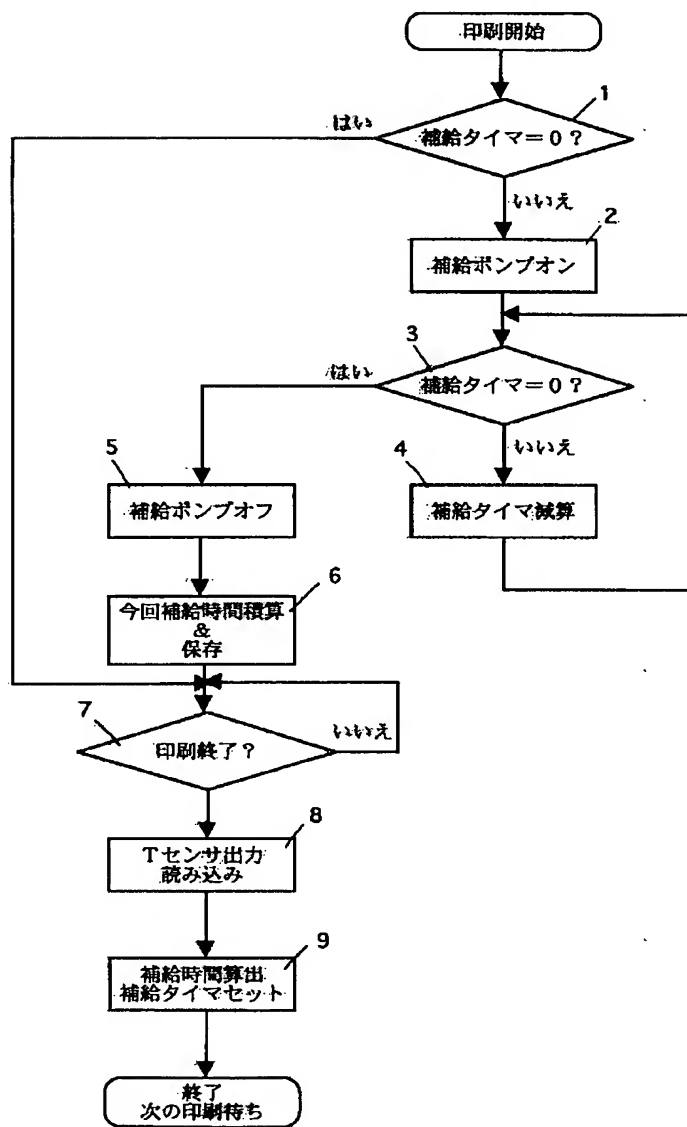 印刷開始
1
はい
補給タイマ=0?
いいえ
2
補給ポンプオン
3
はい
補給タイマ=0?
いいえ
5
4
補給ポンプオフ
補給タイマ減算
6
今回補給時間積算
&
保存
7
印刷終了?
いいえ
8
Tセンサ出力
読み込み
9
補給時間算出
補給タイマセット
終了
次の印刷待ち